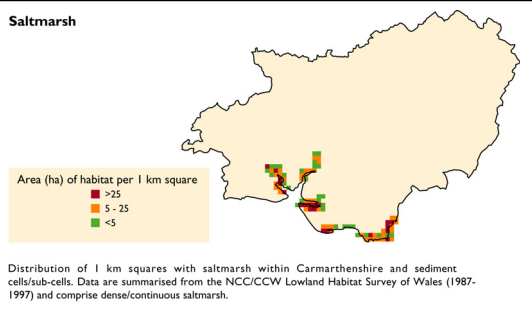 Saltmarsh
Area (ha) of habitat per 1 km square
>25
5 - 25
<5
Distribution of 1 km squares with saltmarsh within Carmarthenshire and sediment
cells/sub-cells. Data are summarised from the NCC/CCW Lowland Habitat Survey of Wales (1987-
1997) and comprise dense/continuous saltmarsh.